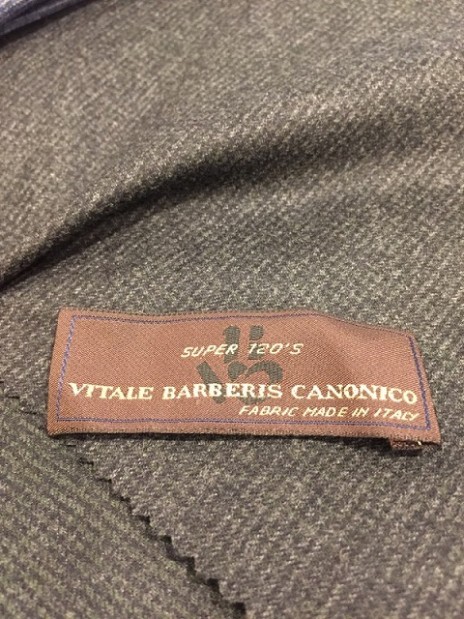 SUPER 120'S
VITALE BARBERIS CANONICO
FABRIC MADE IN ITALY